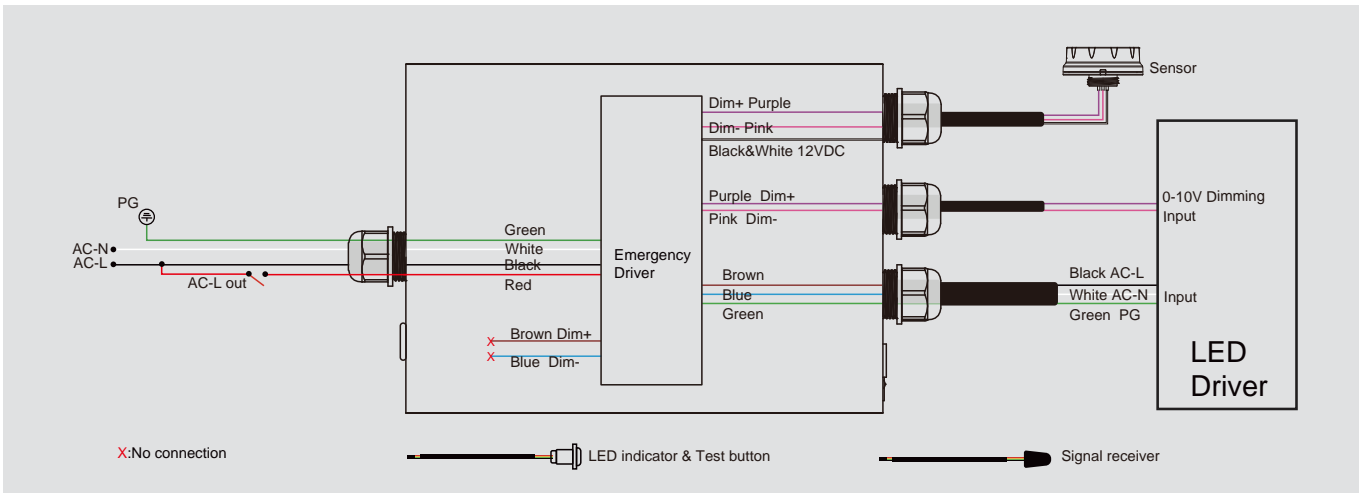 Sensor
Dim+ Purple
Dim- Pink
Black&White 12VDC
Purple Dim+
Pink Dim-
0-10V Dimming
Input
PG
AC-N
AC-L
AC-L out
Green
White
Black
Red
Emergency
Driver
Brown
Blue
Green
Black AC-L
White AC-N
Green PG
Input
Brown Dim+
Blue Dim-
X
X
LED
Driver
X:No connection
LED indicator & Test button
Signal receiver